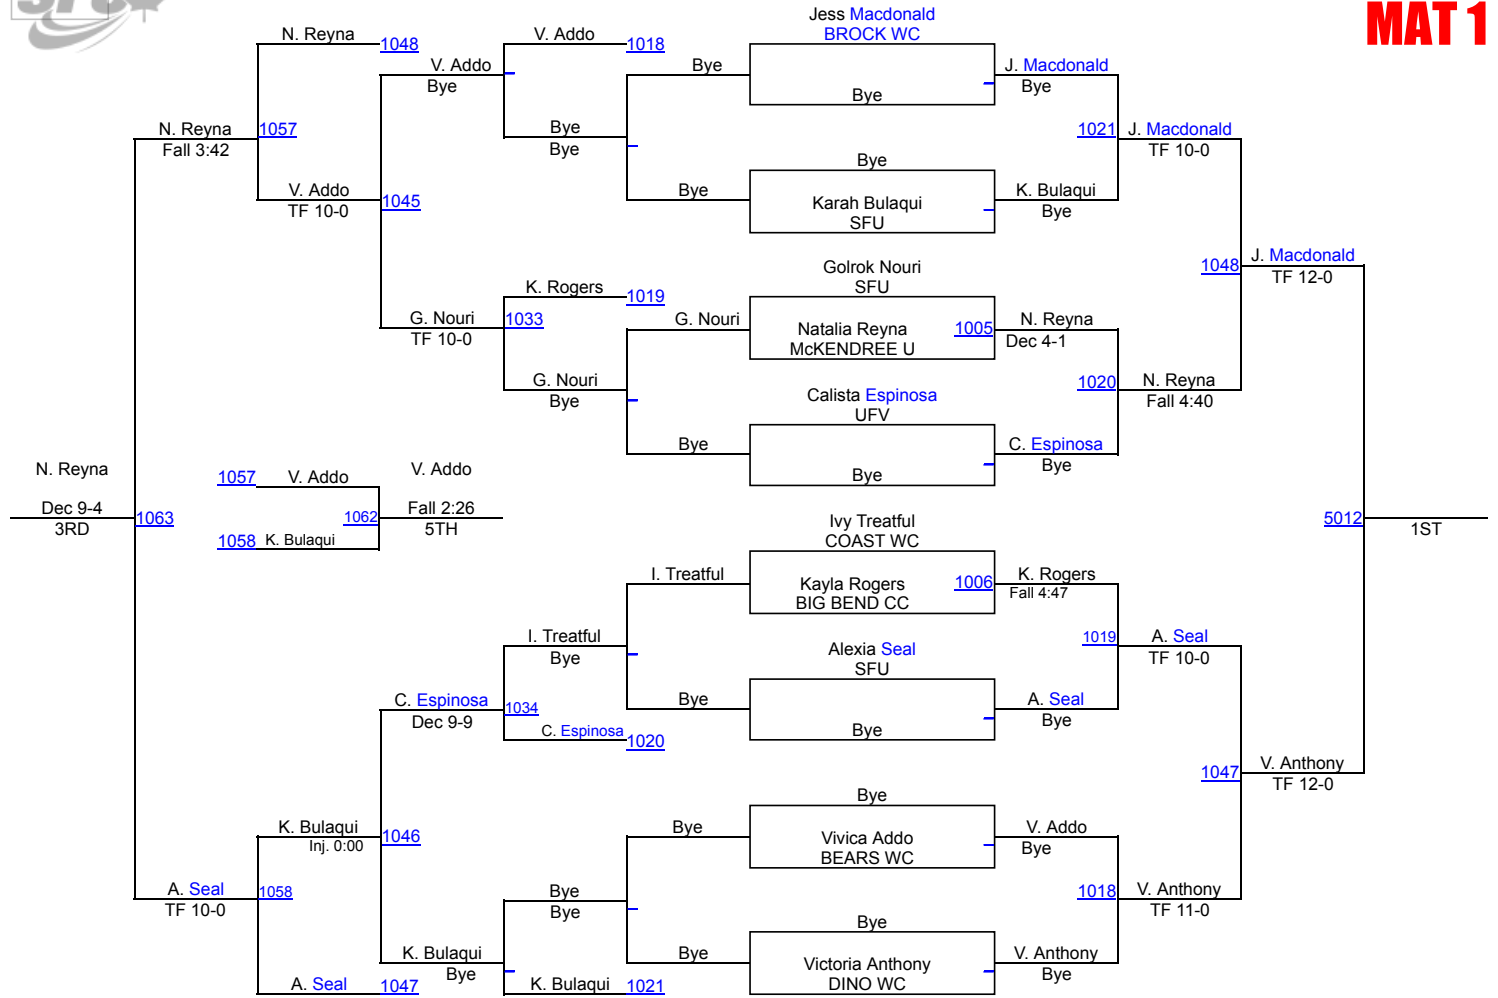 MAT 1
Jess Macdonald
BROCK WC
N. Reyna
1048
V. Addo
1018
V. Addo
Bye
Bye
J. Macdonald
Bye
Bye
Bye
N. Reyna
1057
Fall 3:42
Bye
Bye
1021
J. Macdonald
TF 10-0
Bye
V. Addo
1045
TF 10-0
Bye
Karah Bulaqui
SFU
K. Bulaqui
Bye
J. Macdonald
1048
TF 12-0
Golrok Nouri
SFU
K. Rogers
1019
G. Nouri
1033
TF 10-0
G. Nouri
Natalia Reyna
1005
McKENDREE U
N. Reyna
Dec 4-1
G. Nouri
Bye
1020
N. Reyna
Fall 4:40
Calista Espinosa
UFV
Bye
C. Espinosa
Bye
Bye
N. Reyna
1057
V. Addo
V. Addo
Dec 9-4
1063
1062
Fall 2:26
3RD
5TH
1058
K. Bulaqui
5012
1ST
Ivy Treatful
COAST WC
I. Treatful
Kayla Rogers
1006
BIG BEND CC
K. Rogers
Fall 4:47
I. Treatful
Bye
1019
A. Seal
TF 10-0
Alexia Seal
SFU
C. Espinosa
1034
Dec 9-9
Bye
A. Seal
Bye
C. Espinosa
1020
Bye
1047
V. Anthony
TF 12-0
Bye
K. Bulaqui
1046
Inj. 0:00
Bye
Vivica Addo
BEARS WC
V. Addo
Bye
A. Seal
1058
TF 10-0
Bye
Bye
1018
V. Anthony
TF 11-0
Bye
K. Bulaqui
Bye
Bye
Victoria Anthony
DINO WC
V. Anthony
Bye
A. Seal
1047
K. Bulaqui
1021